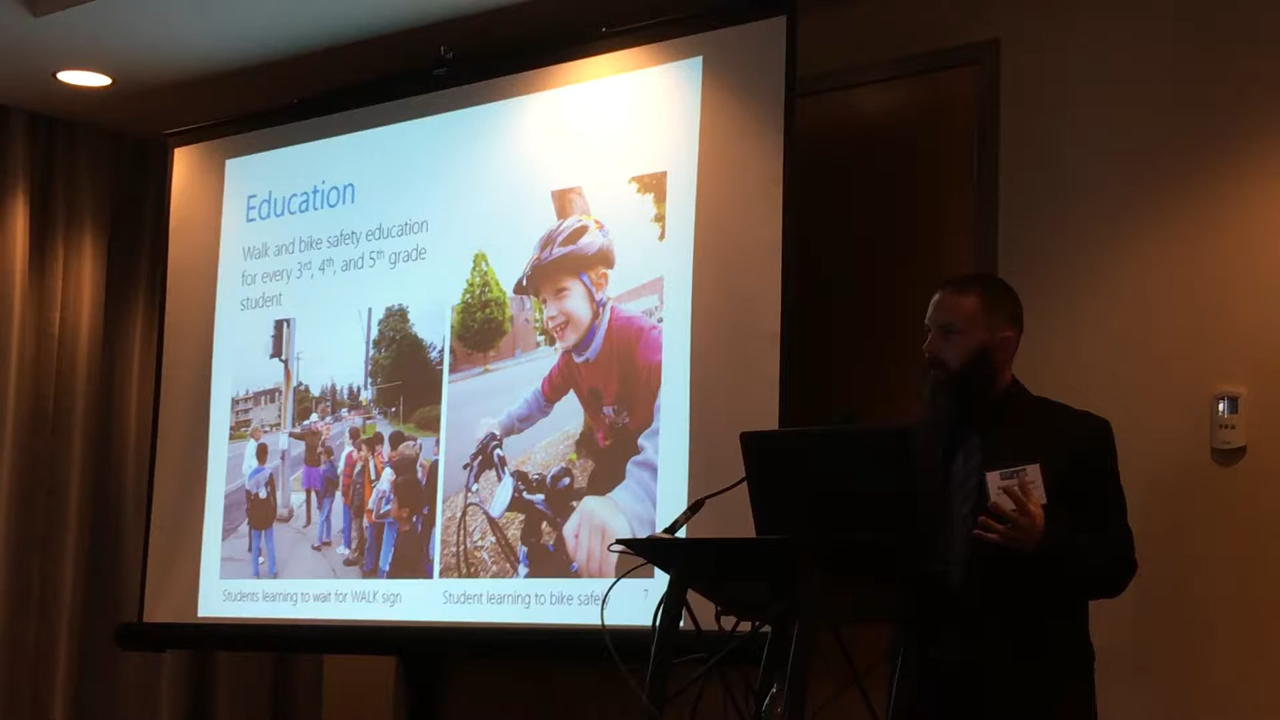 Education
Walk and bike safety education
for every 3rd, 4th, and 5th grade
student
Students learning to wait for WALK sign
Student learning to bike safely
7